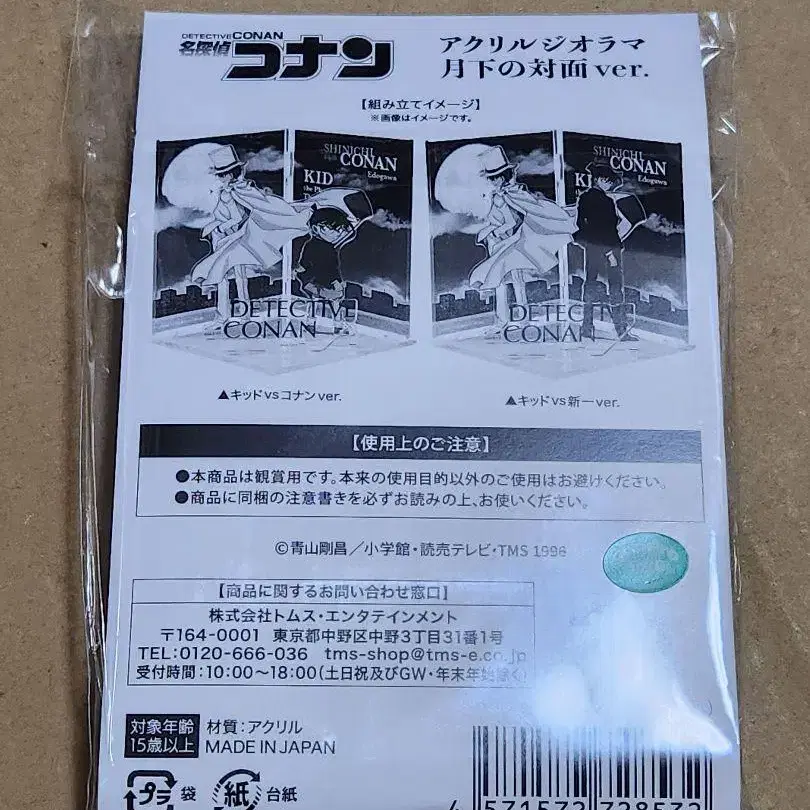 DETECTIVE CONAN
名探偵
コナン
アクリルジオラマ
月下の対面 ver.
【組み立てイメージ】
※画像はイメージです。
SHINICHI
CONAN
Edogawa
KID
DETECTIVE
CONAN
SHINICHI
CONAN
Edogawa
DETECTIVE
CONAN
▲キッドvsコナンver.
▲キッドvs新一ver.
【使用上のご注意】
●本商品は観賞用です。本来の使用目的以外のご使用はお避けください。
●商品に同梱の注意書きを必ずお読みの上、お使いください。
©青山剛昌／小学館・読売テレビ・TMS 1996
【商品に関するお問い合わせ窓口】
株式会社トムス・エンタテインメント
〒164-0001 東京都中野区中野3丁目31番1号
TEL:0120-666-036 tms-shop@tms-e.co.jp
受付時間：10:00～18:00(土日祝及びGW・年末年始除く)
対象年齢
15歳以上
材質：アクリル
MADE IN JAPAN
プラ
袋
紙
台紙